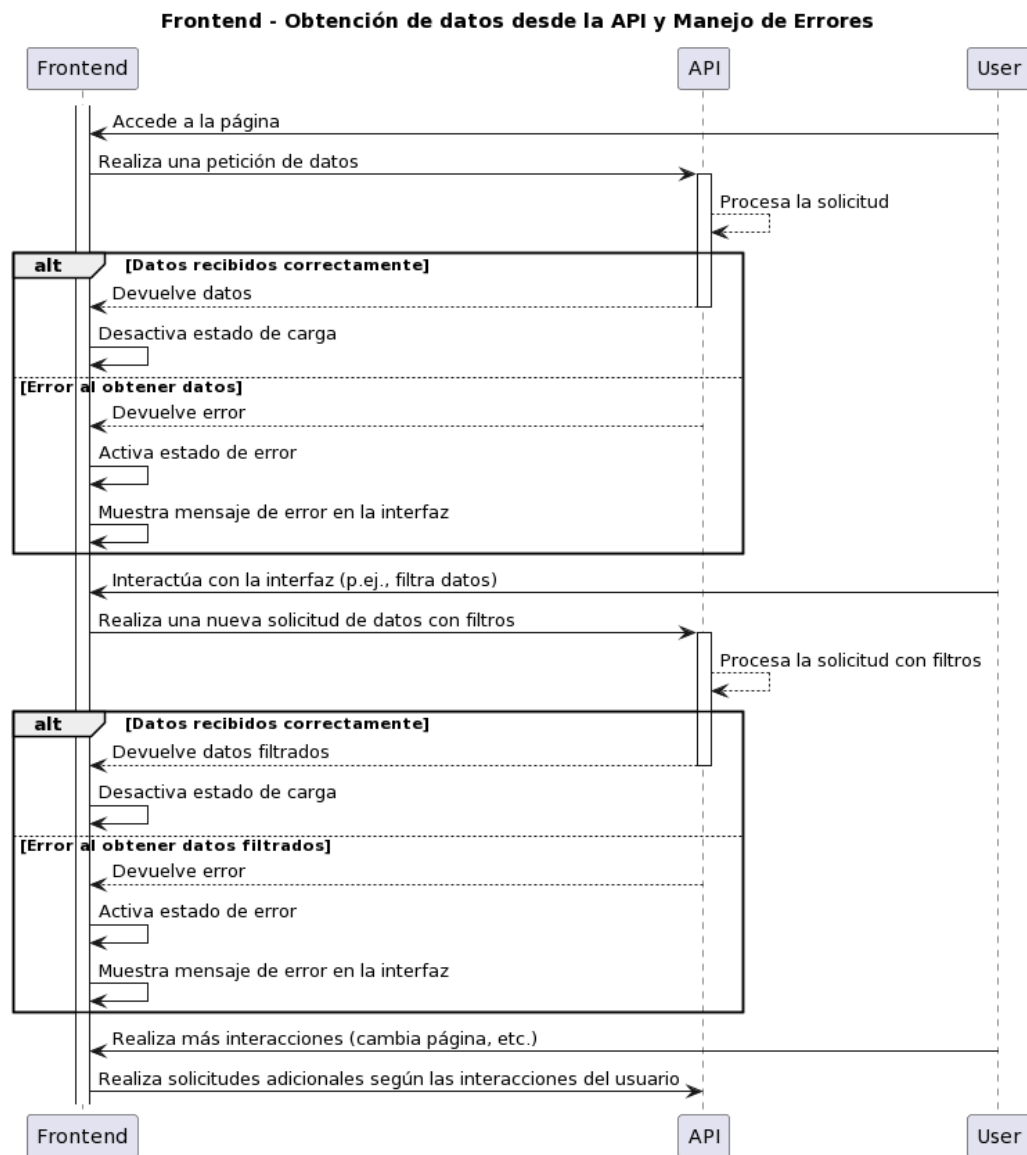 Frontend - Obtención de datos desde la API y Manejo de Errores
Frontend
API
User
Accede a la página
Realiza una petición de datos
Procesa la solicitud
alt
[Datos recibidos correctamente]
Devuelve datos
Desactiva estado de carga
[Error al obtener datos]
Devuelve error
Activa estado de error
Muestra mensaje de error en la interfaz
Interactúa con la interfaz (p.ej., filtra datos)
Realiza una nueva solicitud de datos con filtros
Procesa la solicitud con filtros
alt
[Datos recibidos correctamente]
Devuelve datos filtrados
Desactiva estado de carga
[Error al obtener datos filtrados]
Devuelve error
Activa estado de error
Muestra mensaje de error en la interfaz
Realiza más interacciones (cambia página, etc.)
Realiza solicitudes adicionales según las interacciones del usuario
Frontend
API
User